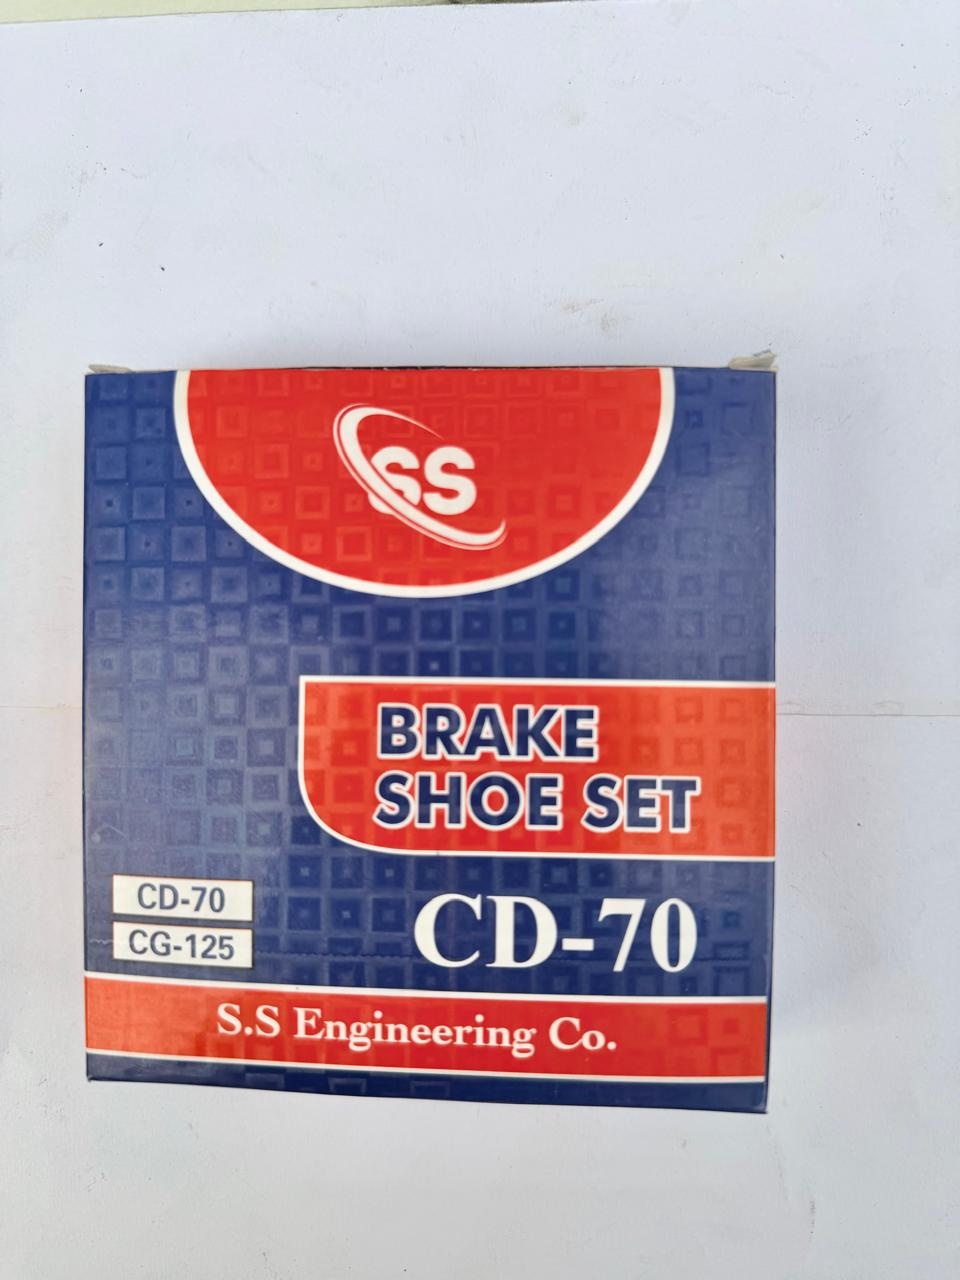 SS
BRAKE
SHOE SET
CD-70
CG-125
CD-70
S.S Engineering Co.